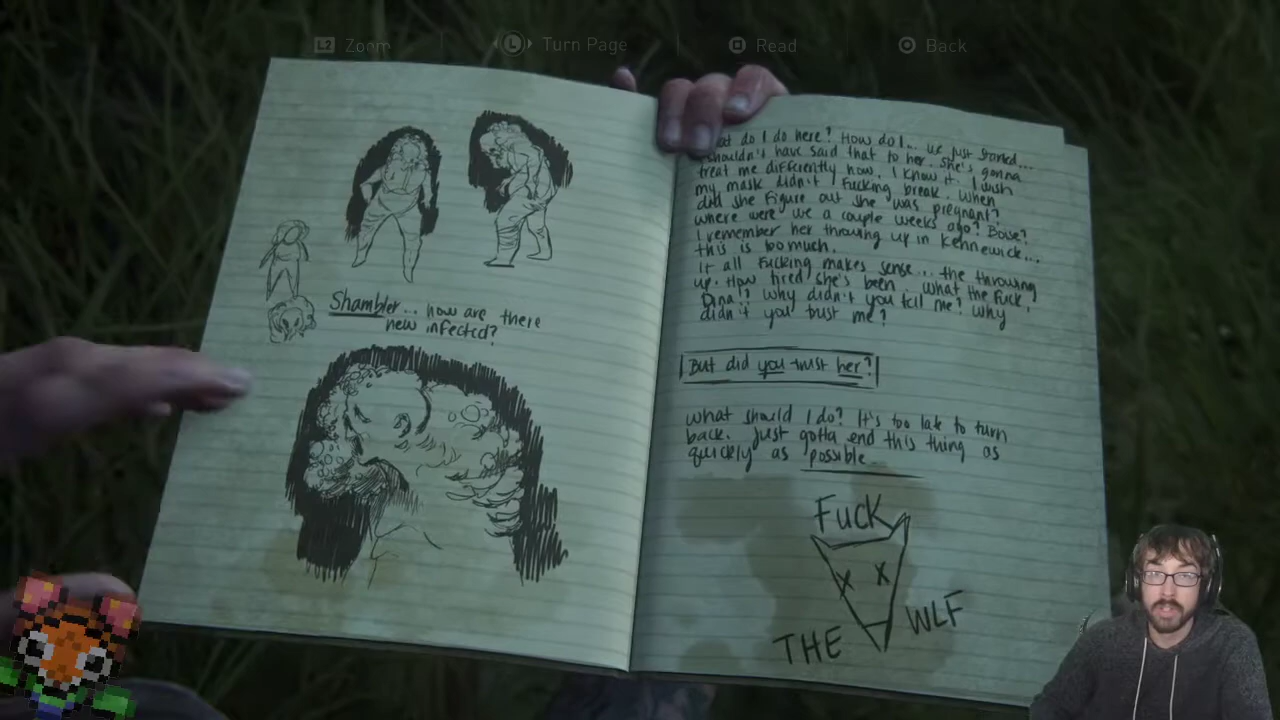 L2 Zoom
L Turn Page
Read
Back
Shambler... how are there
new infected?
do I do here? How do I... we just started...
shouldn't have said that to her. She's gonna
treat me differently now. I know it. I wish
my mask didn't fucking break. When
did she figure out she was pregnant?
where were we a couple weeks ago? Boise?
I remember her throwing up in Kennewick...
this is too much.
It all fucking makes sense... the throwing
up. How tired she's been. What the fuck,
Dina!? Why didn't you tell me? Why
didn't you trust me?
But did you trust her?
what should I do? It's too late to turn
back. Just gotta end this thing as
quickly as possible
Fuck
THE WLF